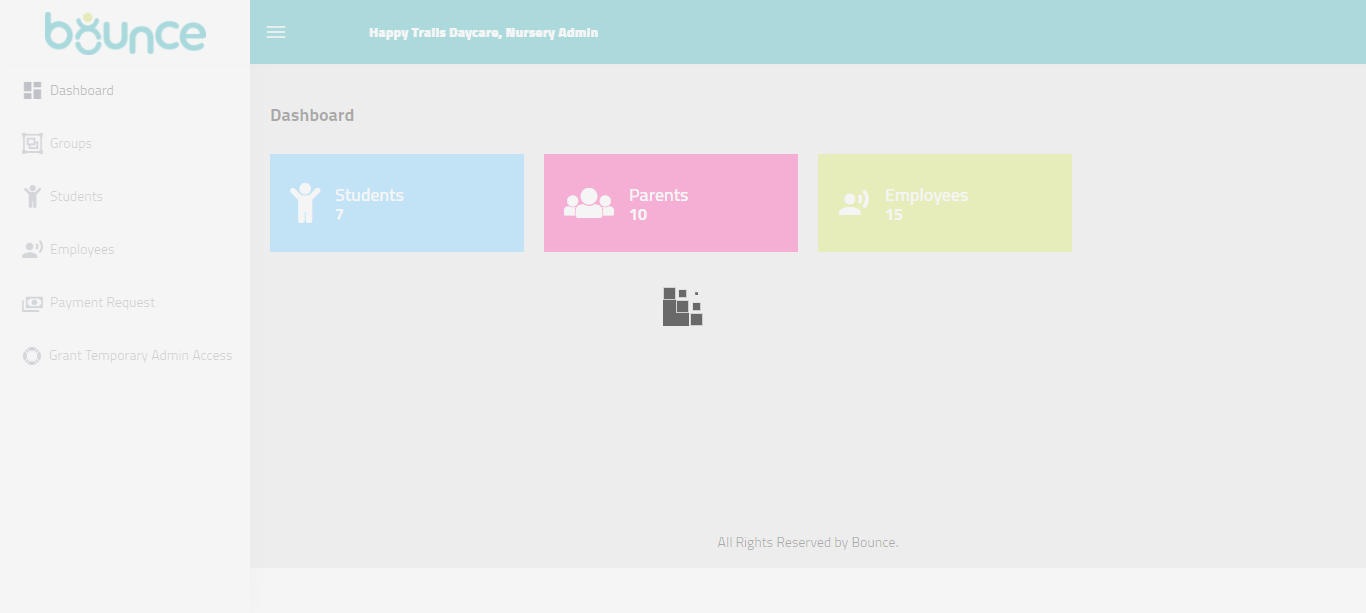 bounce
Happy Trails Daycare, Nursery Admin
Dashboard
Groups
Students
Employees
Payment Request
Grant Temporary Admin Access
Dashboard
Students
7
Parents
10
Employees
15
All Rights Reserved by Bounce.